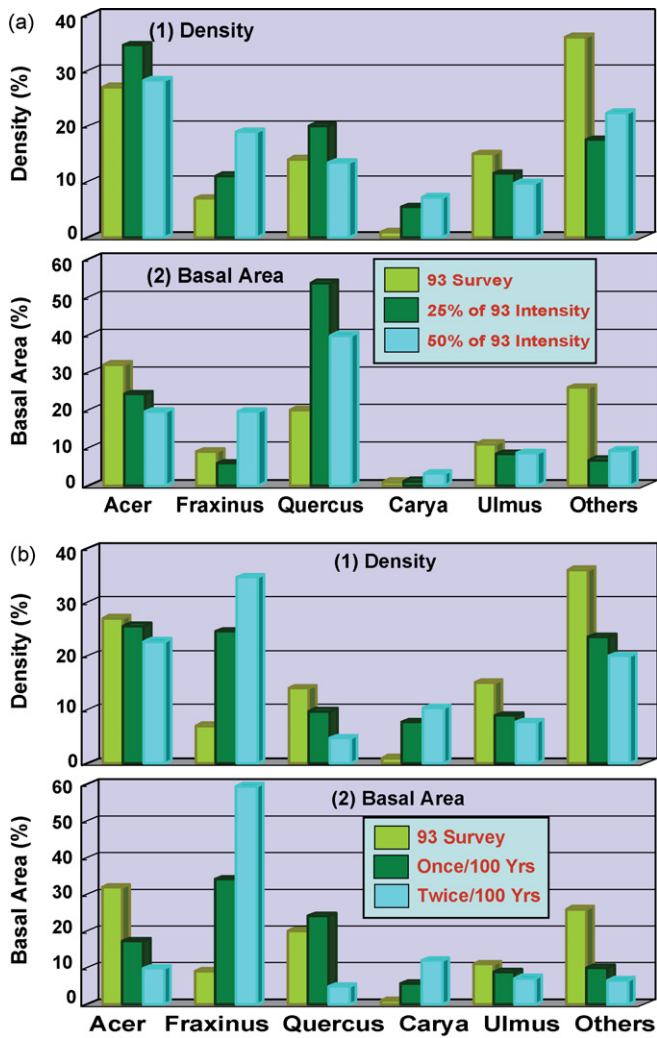 (a)
(1) Density
Density (%)
40
30
20
10
0
(2) Basal Area
Basal Area (%)
60
50
40
30
20
10
0
93 Survey
25% of 93 Intensity
50% of 93 Intensity
Acer Fraxinus Quercus Carya Ulmus Others
(b)
(1) Density
Density (%)
40
30
20
10
0
(2) Basal Area
Basal Area (%)
60
50
40
30
20
10
0
93 Survey
Once/100 Yrs
Twice/100 Yrs
Acer Fraxinus Quercus Carya Ulmus Others